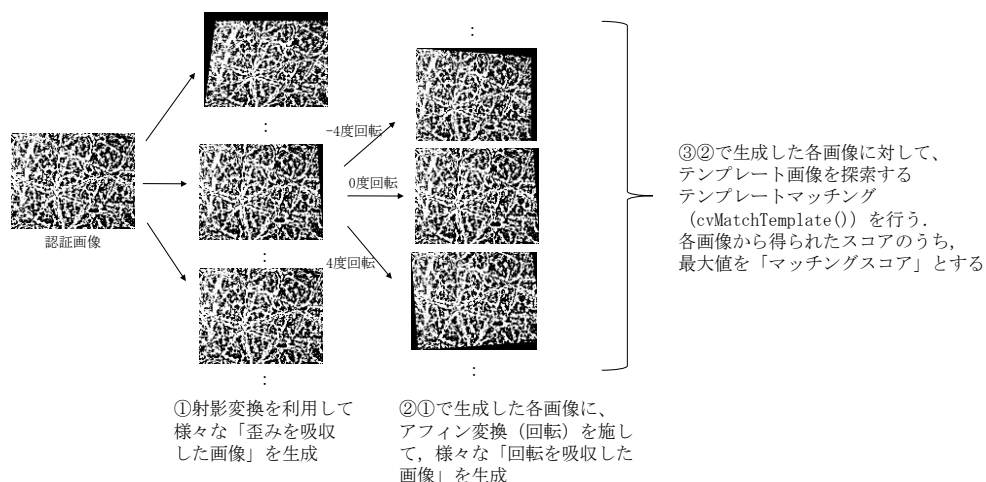 ：
-4度回転
：
0度回転
認証画像
4度回転
③②で生成した各画像に対して、
テンプレート画像を探索する
テンプレートマッチング
（cvMatchTemplate()）を行う．
各画像から得られたスコアのうち，
最大値を「マッチングスコア」とする
：
：
①射影変換を利用して
様々な「歪みを吸収
した画像」を生成
②①で生成した各画像に、
アフィン変換（回転）を施し
て，様々な「回転を吸収した
画像」を生成